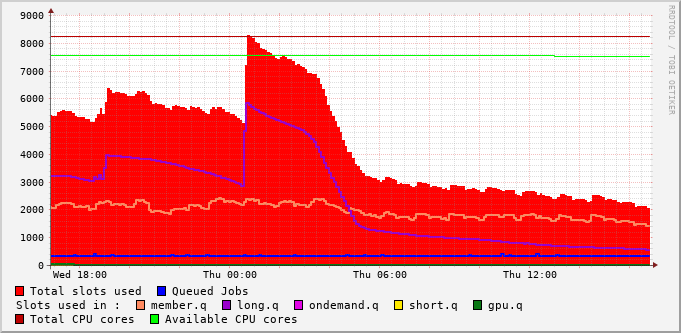 9000
8000
7000
6000
5000
4000
3000
2000
1000
0
Wed 18:00 Thu 00:00 Thu 06:00 Thu 12:00
RRDTOOL / TOBI OETIKER
Total slots used Queued Jobs
Slots used in : member.q long.q ondemand.q short.q gpu.q
Total CPU cores Available CPU cores